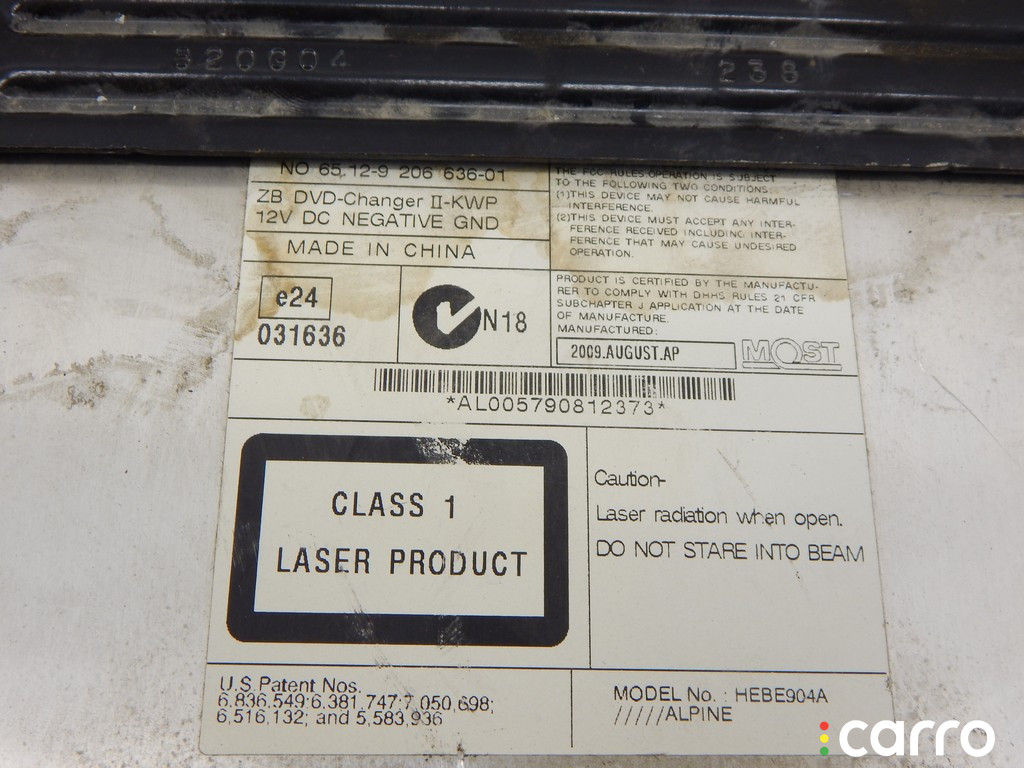 820G04
238
NO 65.12-9 206 636-01
ZB DVD-Changer II-KWP
12V DC NEGATIVE GND
MADE IN CHINA
THE FCC RULES. OPERATION IS SUBJECT
TO THE FOLLOWING TWO CONDITIONS:
(1)THIS DEVICE MAY NOT CAUSE HARMFUL
INTERFERENCE.
(2)THIS DEVICE MUST ACCEPT ANY INTER-
FERENCE RECEIVED INCLUDING INTER-
FERENCE THAT MAY CAUSE UNDESIRED
OPERATION.
e24
031636
N18
PRODUCT IS CERTIFIED BY THE MANUFACTU-
RER TO COMPLY WITH DHHS RULES 21 CFR
SUBCHAPTER J APPLICATION AT THE DATE
OF MANUFACTURE.
MANUFACTURED:
2009.AUGUST.AP
MOST
*AL005790812373*
CLASS 1
LASER PRODUCT
Caution-
Laser radiation when open.
DO NOT STARE INTO BEAM
U.S.Patent Nos.
6,836,549;6,381,747;7,050,698;
6,516,132; and 5,583,936
MODEL No. : HEBE904A
/////ALPINE
carro